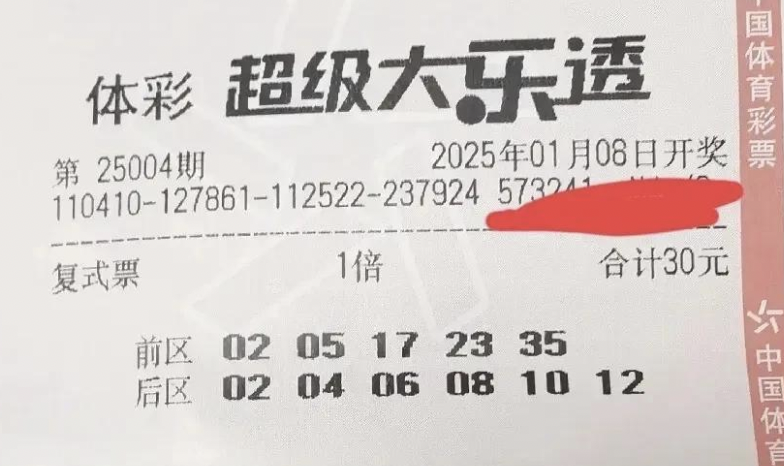 体彩 超级大乐透
第 25004期 2025年01月08日开奖
110410-127861-112522-237924 573241
复式票 1倍 合计30元
前区 02 05 17 23 35
后区 02 04 06 08 10 12
中国体育彩票
中国体育